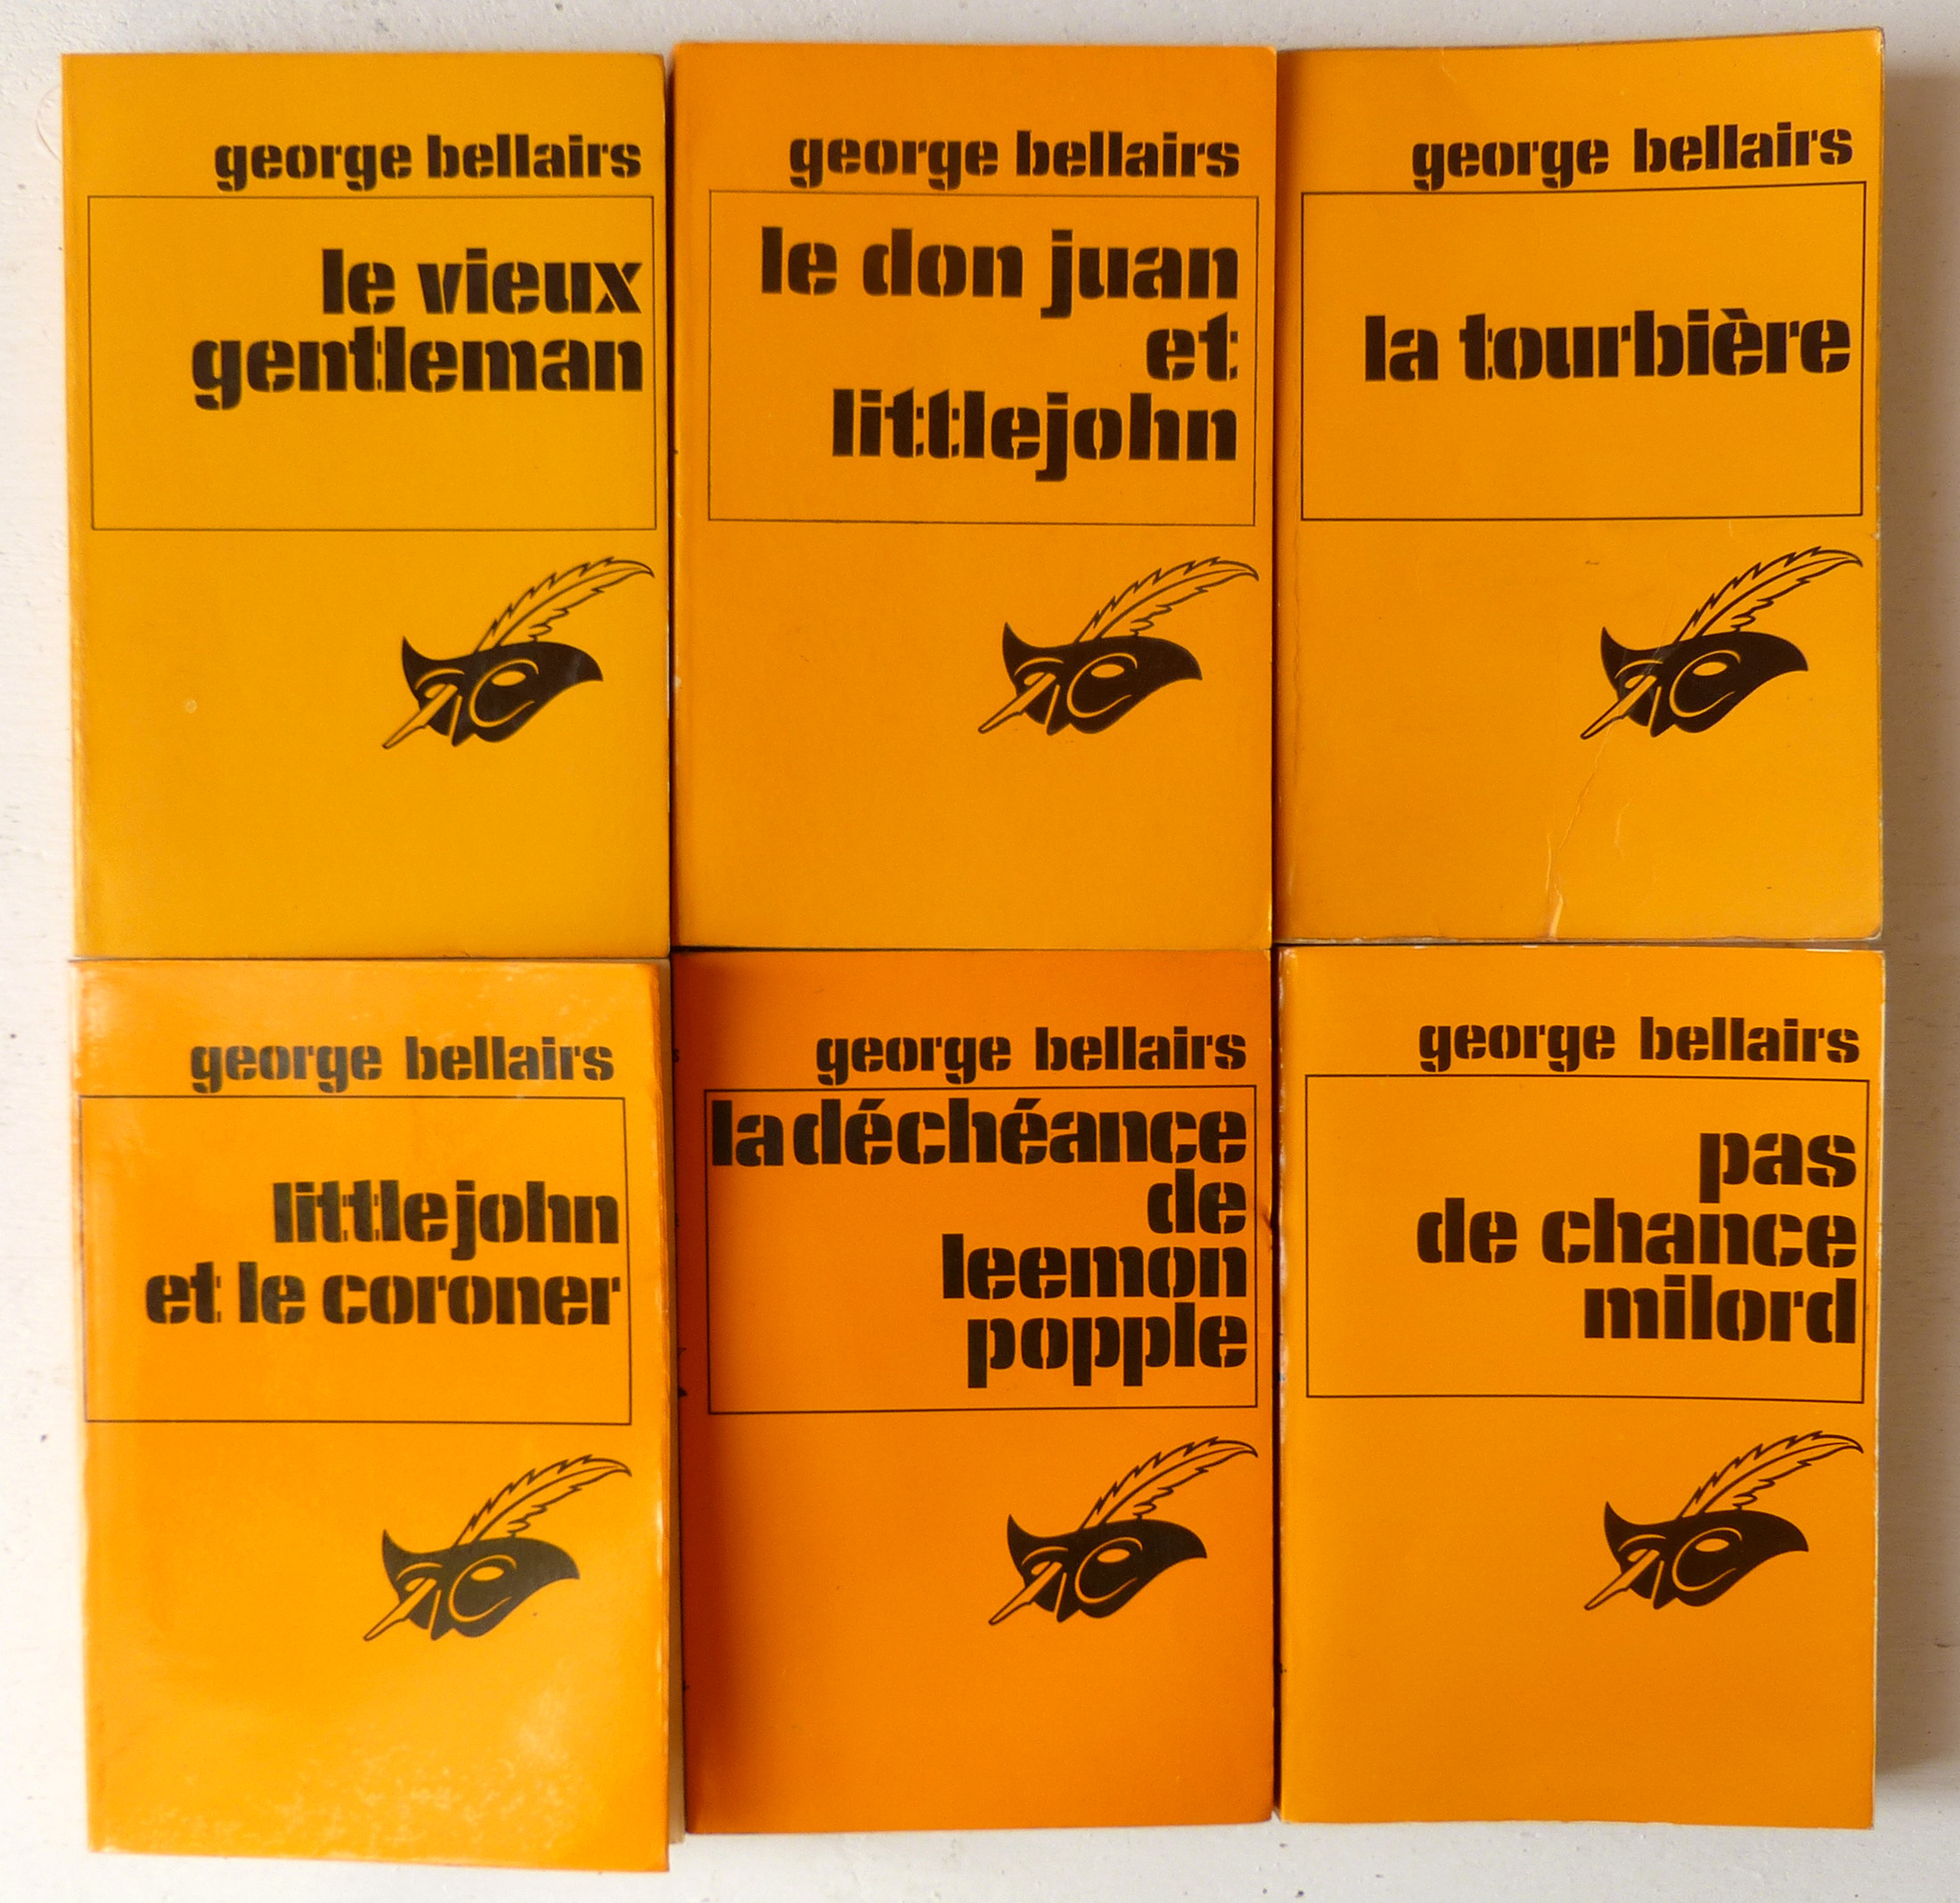 george bellairs
le vieux
gentleman
george bellairs
le don juan
et
littlejohn
george bellairs
la tourbière
george bellairs
littlejohn
et le coroner
george bellairs
la déchéance
de
leemon
popple
george bellairs
pas
de chance
milord